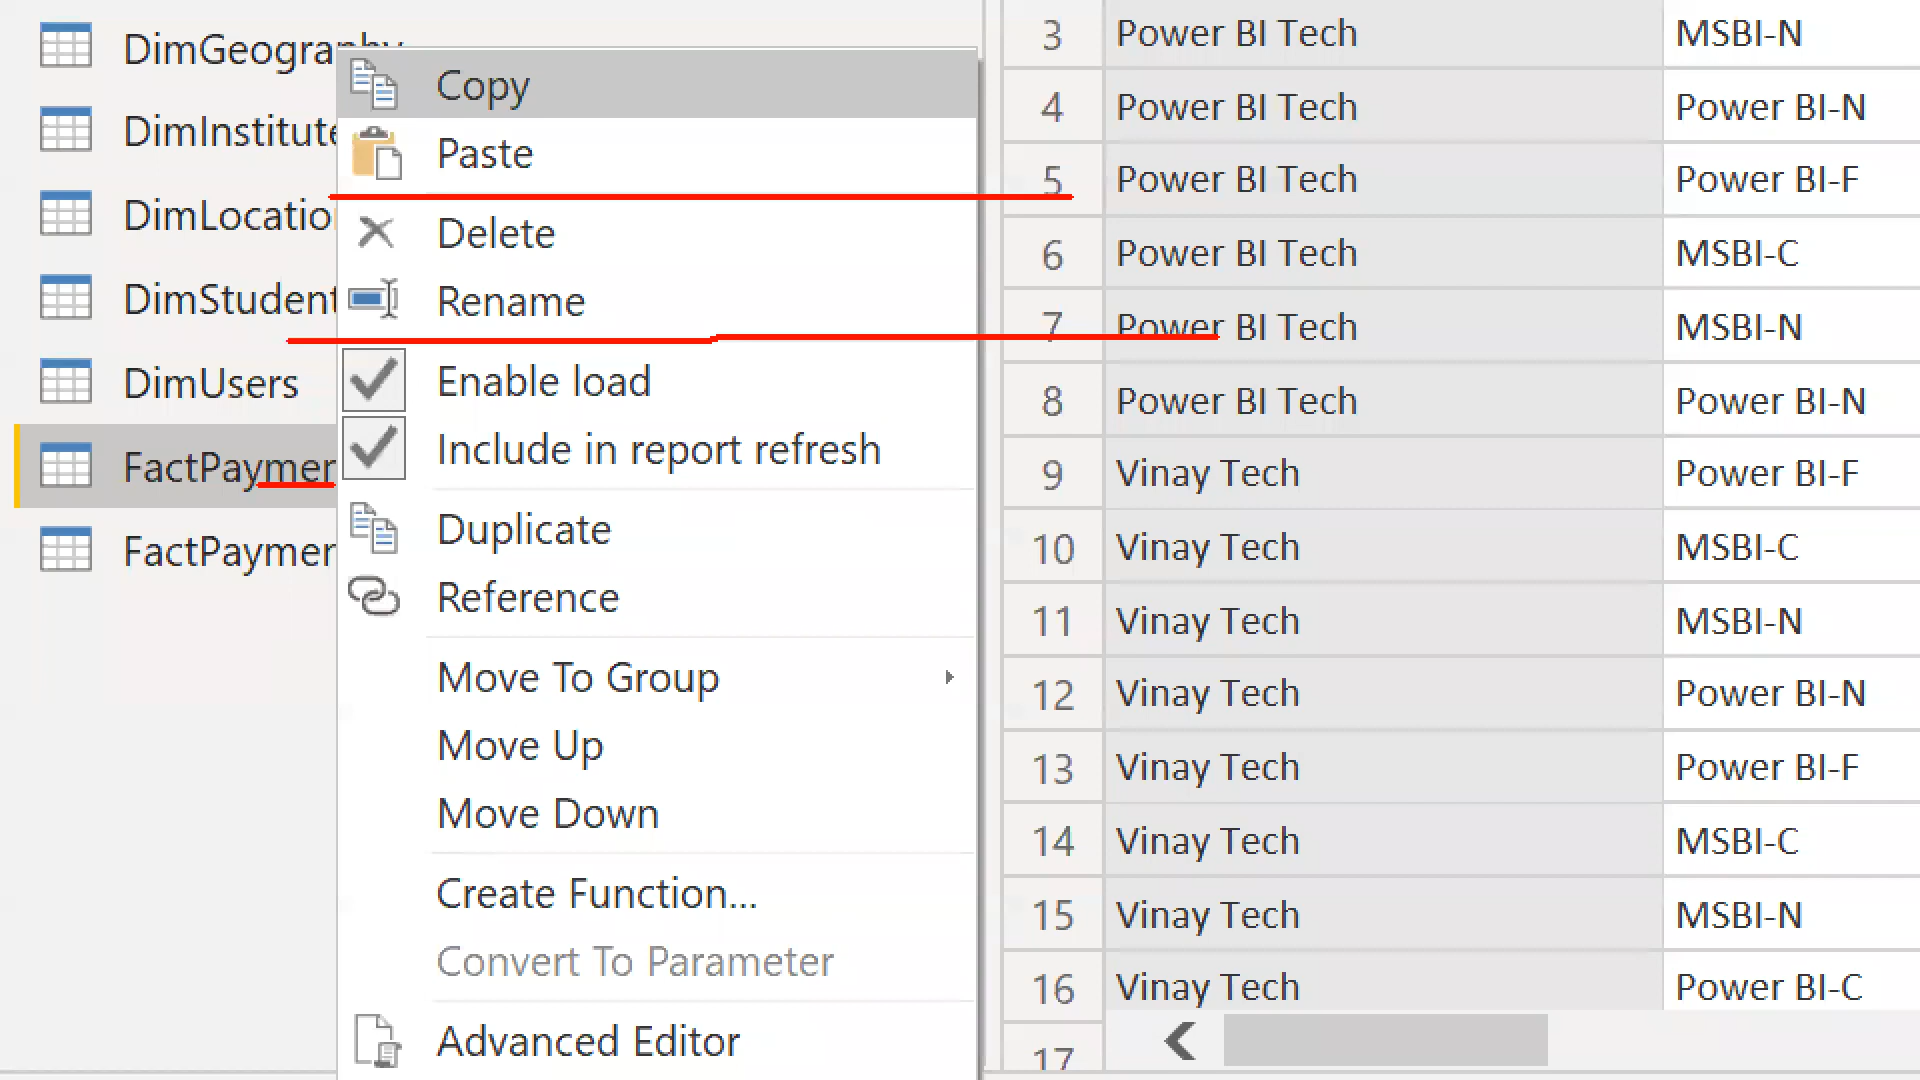 DimGeography
DimInstitute
DimLocatio
DimStudent
DimUsers
FactPaymer
FactPaymer
Copy
Paste
Delete
Rename
Enable load
Include in report refresh
Duplicate
Reference
Move To Group
Move Up
Move Down
Create Function...
Convert To Parameter
Advanced Editor
3 Power BI Tech MSBI-N
4 Power BI Tech Power BI-N
5 Power BI Tech Power BI-F
6 Power BI Tech MSBI-C
7 Power BI Tech MSBI-N
8 Power BI Tech Power BI-N
9 Vinay Tech Power BI-F
10 Vinay Tech MSBI-C
11 Vinay Tech MSBI-N
12 Vinay Tech Power BI-N
13 Vinay Tech Power BI-F
14 Vinay Tech MSBI-C
15 Vinay Tech MSBI-N
16 Vinay Tech Power BI-C
17